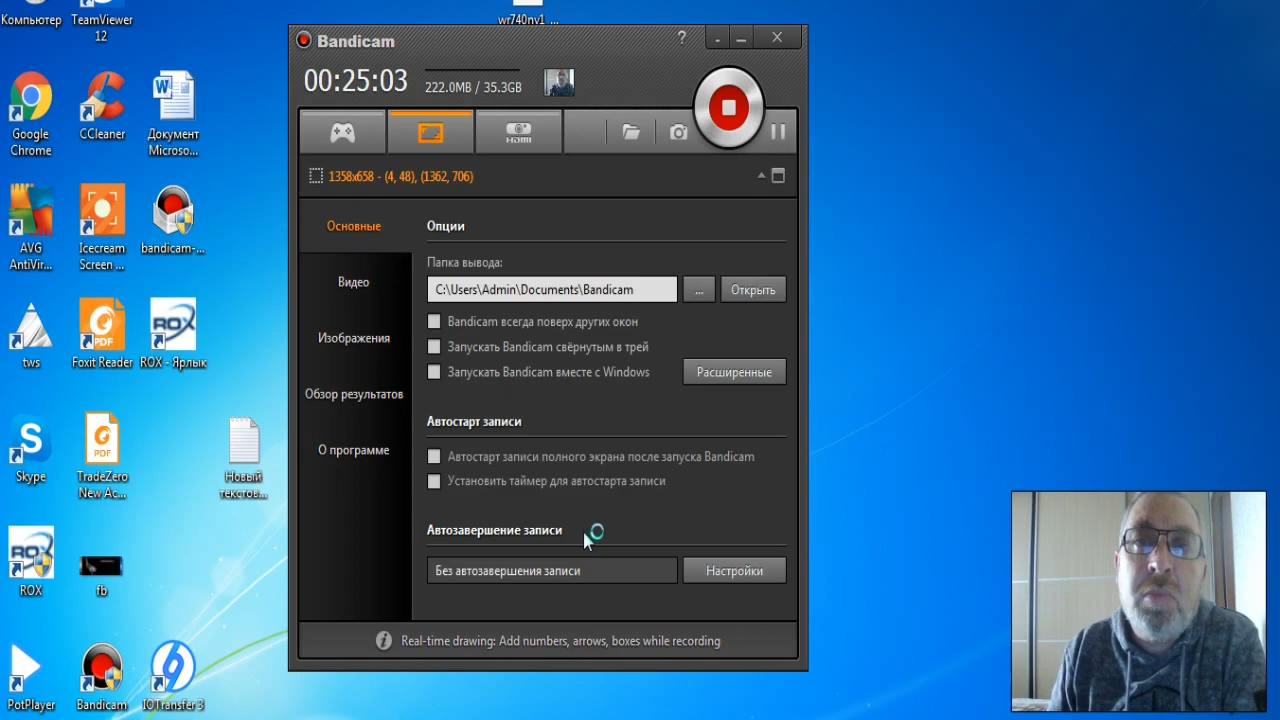 Компьютер
TeamViewer
12
wr740nv1_...
Google
Chrome
CCleaner
Документ
Microso...
AVG
AntiVir...
Icecream
Screen ...
bandicam-...
tws
Foxit Reader
ROX - Ярлык
Skype
TradeZero
New Ac...
Новый
текстов...
ROX
fb
PotPlayer
Bandicam
IOTransfer 3
Bandicam
00:25:03
222.0MB / 35.3GB
HDMI
1358x658 - (4, 48), (1362, 706)
Основные
Видео
Изображения
Обзор результатов
О программе
Опции
Папка вывода:
C:\Users\Admin\Documents\Bandicam
...
Открыть
Bandicam всегда поверх других окон
Запускать Bandicam свёрнутым в трей
Запускать Bandicam вместе с Windows
Расширенные
Автостарт записи
Автостарт записи полного экрана после запуска Bandicam
Установить таймер для автостарта записи
Автозавершение записи
Без автозавершения записи
Настройки
Real-time drawing: Add numbers, arrows, boxes while recording